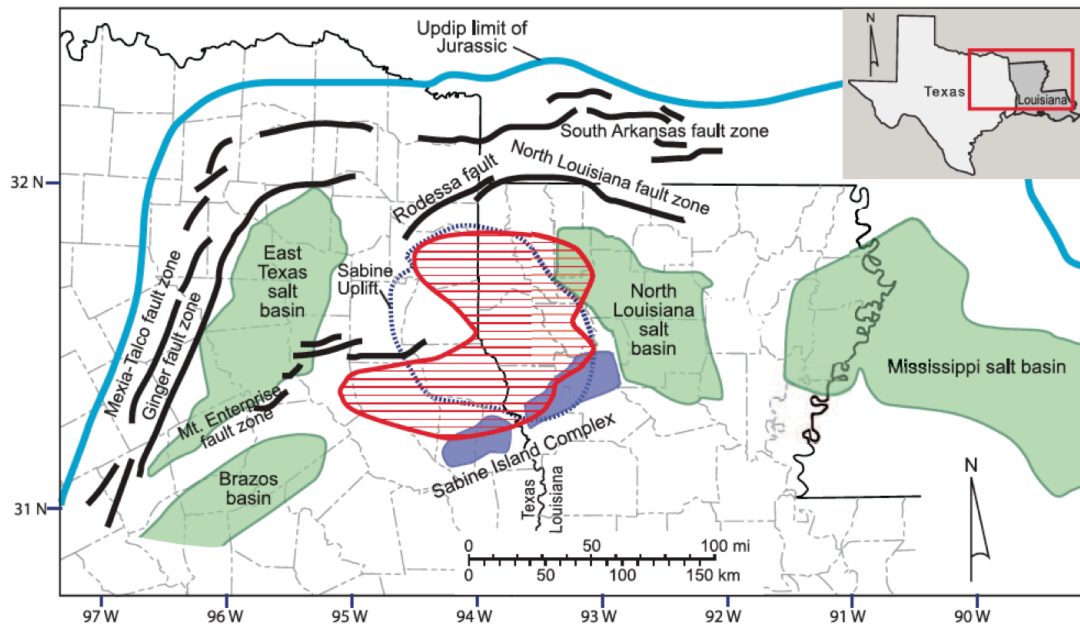 Updip limit of
Jurassic
N
Texas
Louisiana
South Arkansas fault zone
North Louisiana fault zone
Rodessa fault
32 N
East
Texas
salt
basin
Sabine
Uplift
North
Louisiana
salt
basin
Mississippi salt basin
Mexia-Talco fault zone
Ginger fault zone
Mt. Enterprise
fault zone
Brazos
basin
Sabine Island Complex
Texas
Louisiana
N
31 N
0 50 100 mi
0 50 100 150 km
97 W 96 W 95 W 94 W 93 W 92 W 91 W 90 W